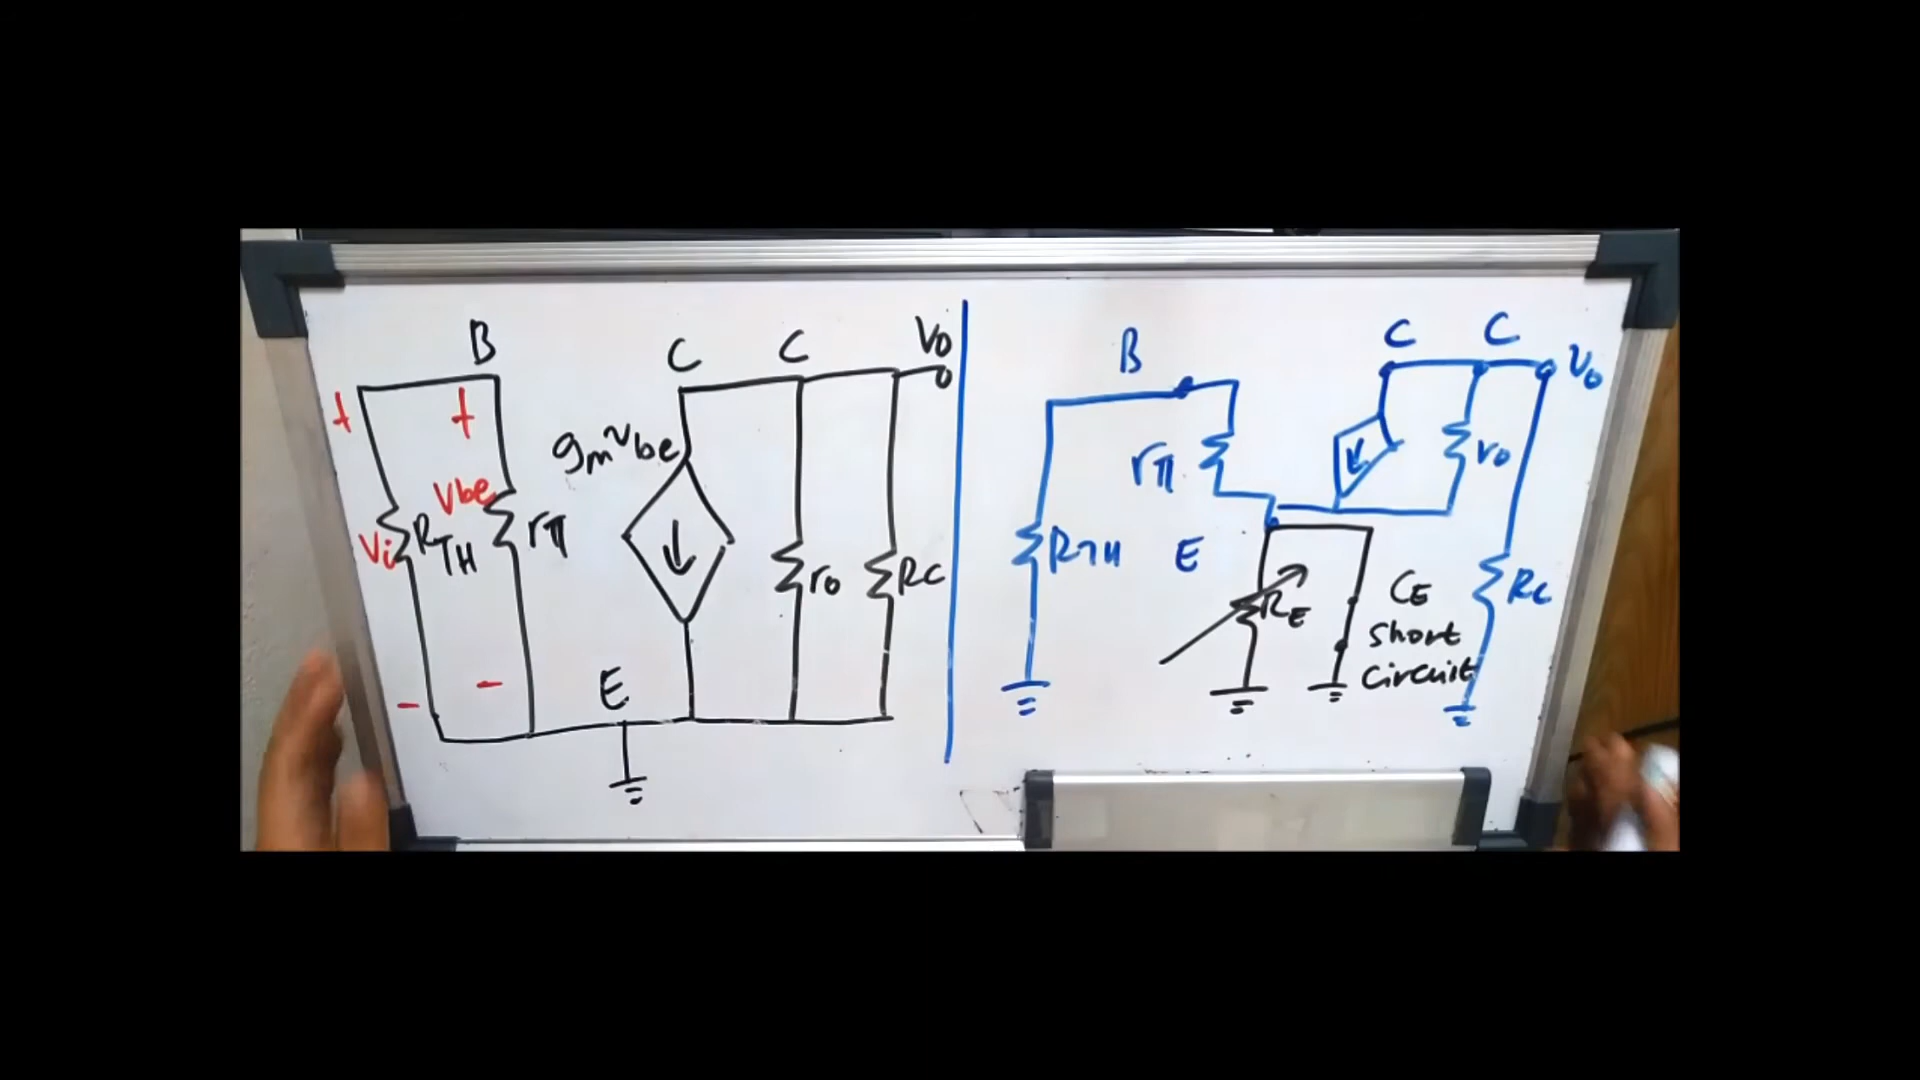 B
C
C
Vo
+
+
gmvbe
Vbe
Vi
RTH
rπ
ro
RC
-
-
E
B
C
C
Vo
rπ
ro
RTH
E
RE
CE
short
circuit
RC